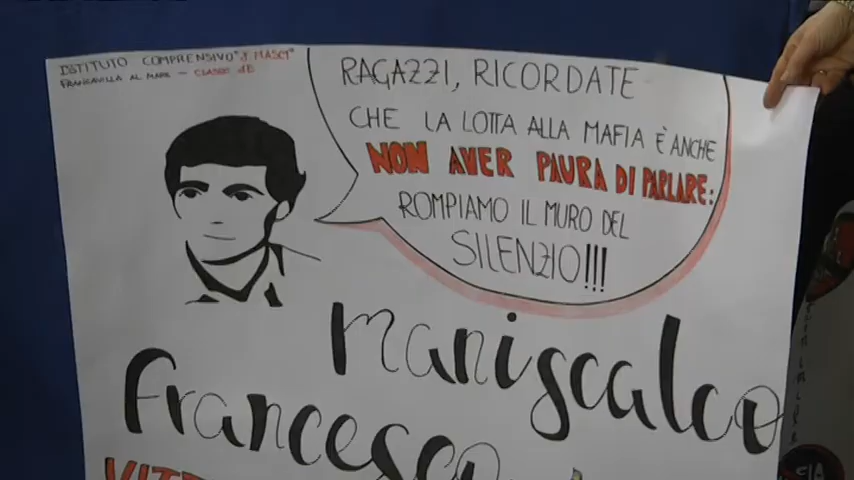 ISTITUTO COMPRENSIVO "F. MASCI"
FRANCAVILLA AL MARE - CLASSE
RAGAZZI, RICORDATE
CHE LA LOTTA ALLA MAFIA È ANCHE
NON AVER PAURA DI PARLARE:
ROMPIAMO IL MURO DEL
SILENZIO!!!
Maniscalco
Francesco